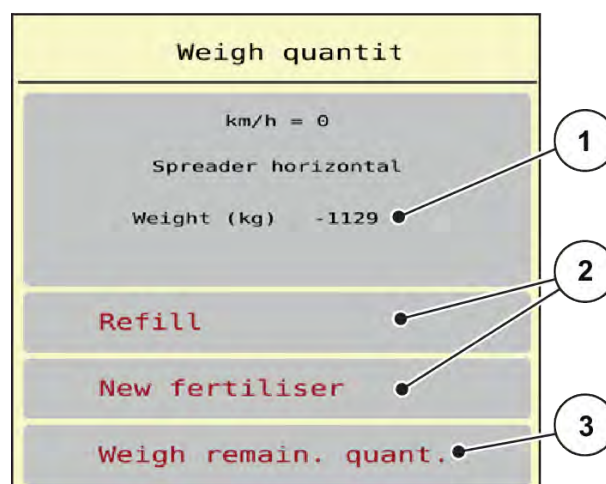 Weigh quantit
km/h = 0
Spreader horizontal
Weight (kg) -1129
1
2
Refill
New fertiliser
3
Weigh remain. quant.